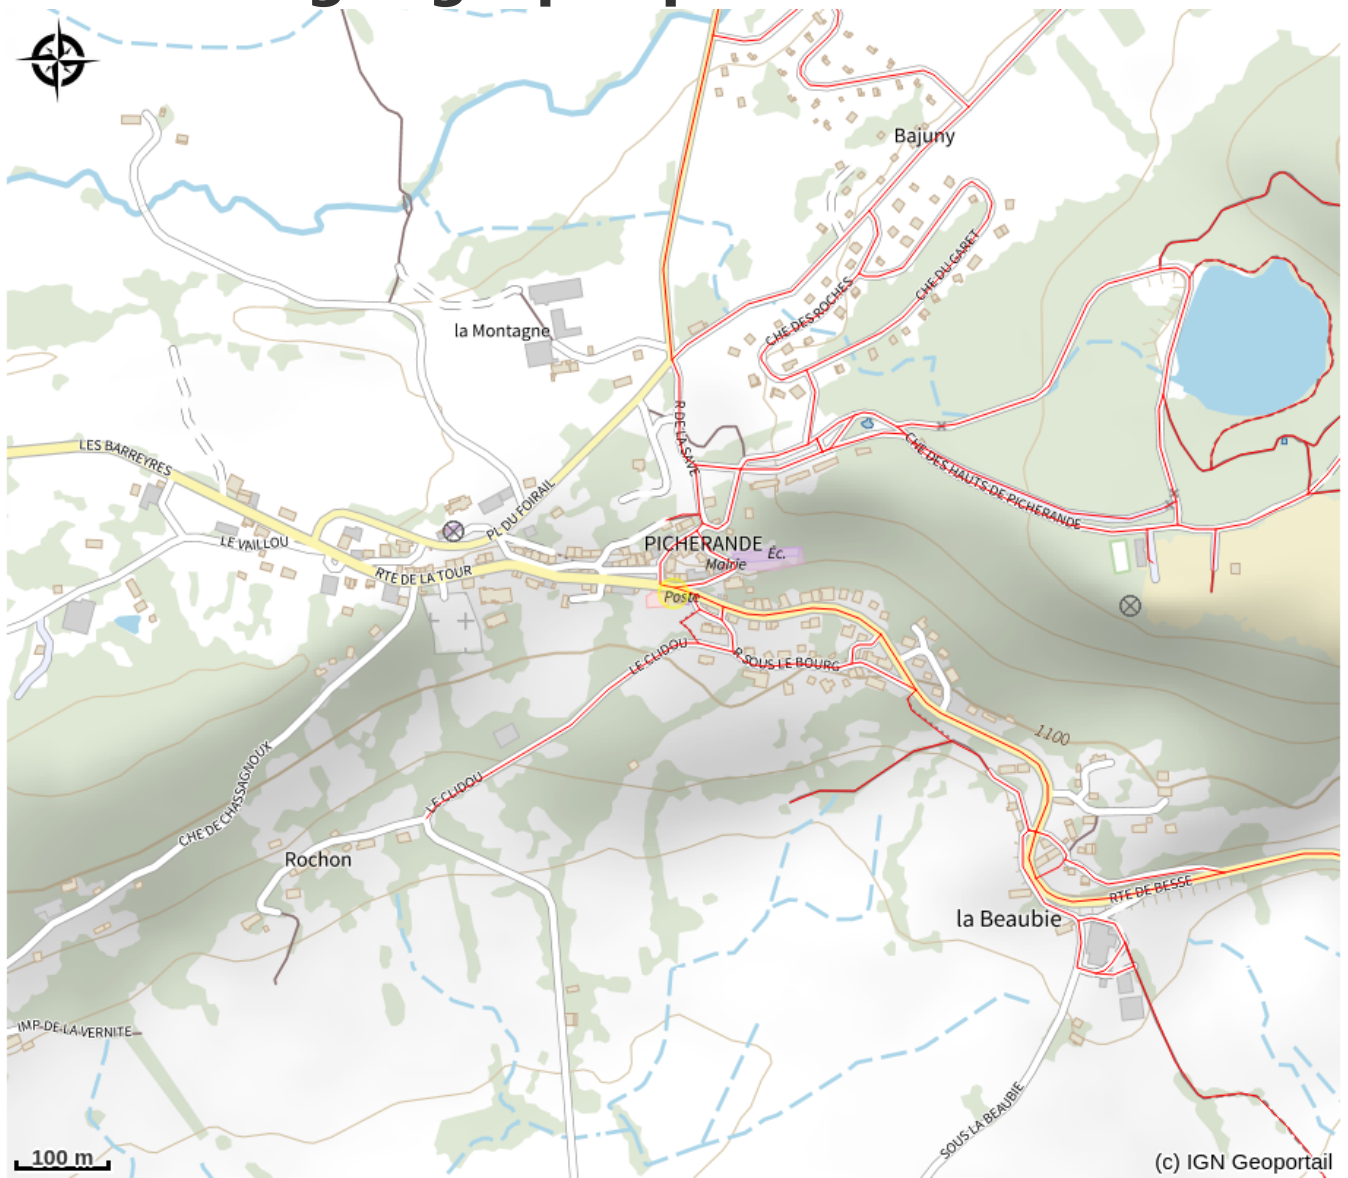 Bajuny
CHE DU GARET
CHE DES ROCHES
la Montagne
R DE LA SAVE
LES BARREYRES
CHE DES HAUTS DE PICHERANDE
PL DU FOIRAIL
LE VAILLOU
PICHERANDE
Éc.
Mairie
RTE DE LA TOUR
Poste
LE CLIDOU
R SOUS LE BOURG
1100
CHE DE CHASSAGNOUX
LE CLIDOU
Rochon
RTE DE BESSE
la Beaubie
IMP DE LA VERNITE
SOUS LA BEAUBIE
100 m
(c) IGN Geoportail